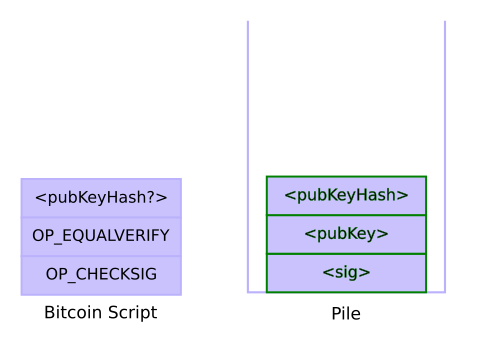 <pubKeyHash?>
OP_EQUALVERIFY
OP_CHECKSIG
Bitcoin Script
<pubKeyHash>
<pubKey>
<sig>
Pile